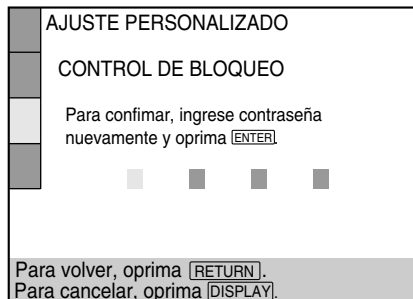 AJUSTE PERSONALIZADO
CONTROL DE BLOQUEO
Para confimar, ingrese contraseña
nuevamente y oprima ENTER.
Para volver, oprima RETURN.
Para cancelar, oprima DISPLAY.